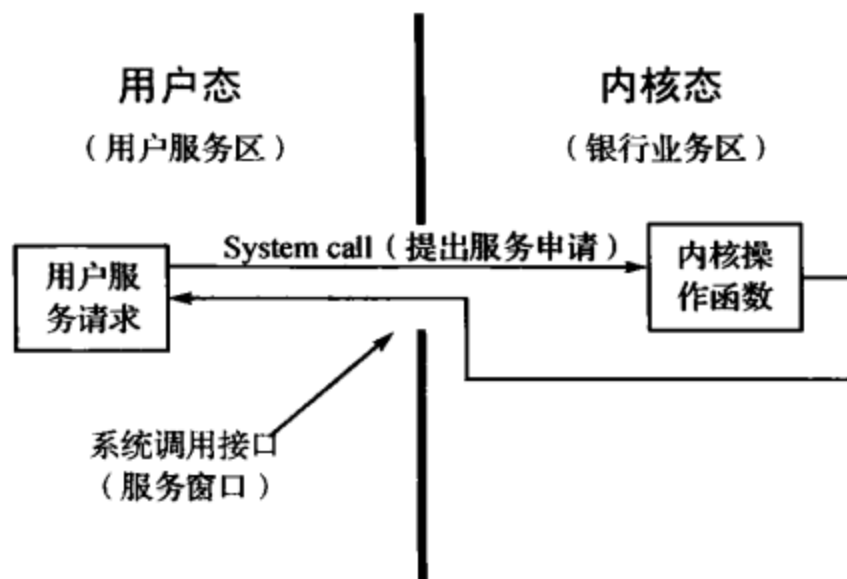 用户态
(用户服务区)
内核态
(银行业务区)
System call(提出服务申请)
用户服
务请求
内核操
作函数
系统调用接口
(服务窗口)